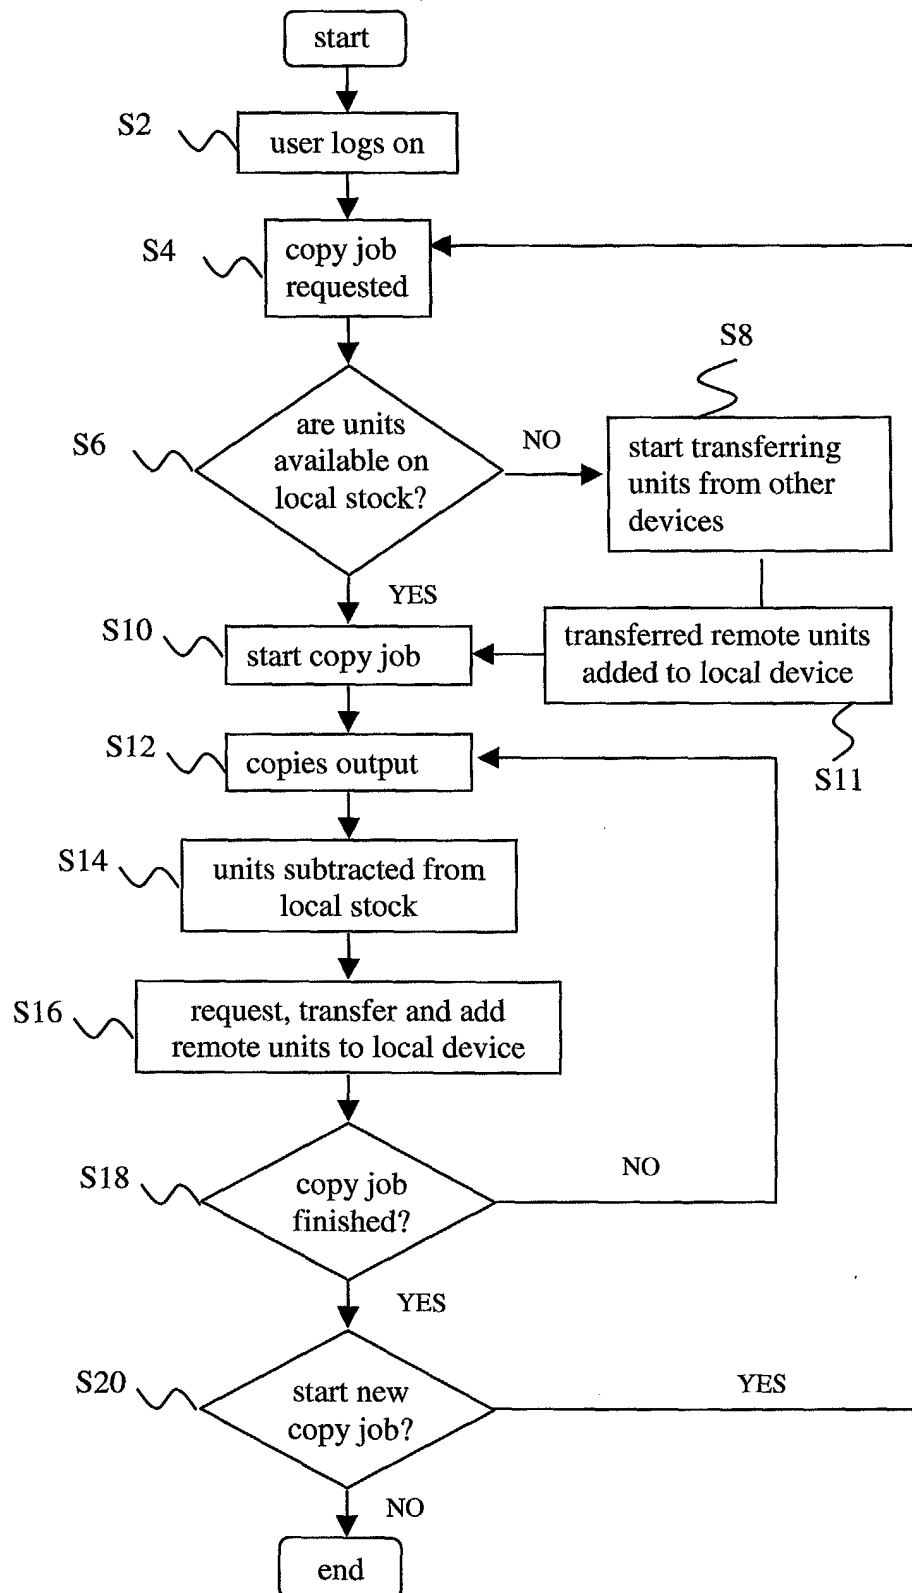 start
S2
user logs on
S4
copy job
requested
S8
S6
are units
available on
local stock?
NO
start transferring
units from other
devices
YES
S10
start copy job
transferred remote units
added to local device
S12
copies output
S11
S14
units subtracted from
local stock
S16
request, transfer and add
remote units to local device
S18
copy job
finished?
NO
YES
S20
start new
copy job?
YES
NO
end